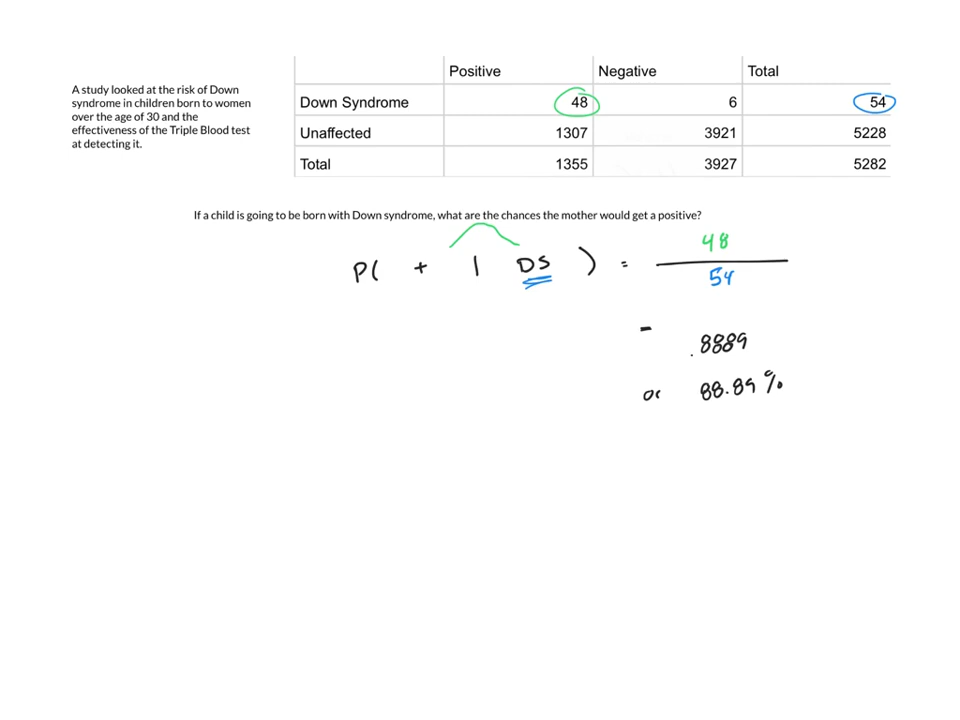 A study looked at the risk of Down
syndrome in children born to women
over the age of 30 and the
effectiveness of the Triple Blood test
at detecting it.
Positive Negative Total
Down Syndrome 48 6 54
Unaffected 1307 3921 5228
Total 1355 3927 5282
If a child is going to be born with Down syndrome, what are the chances the mother would get a positive?
P( + | DS ) = 48
54
= .8889
or 88.89%